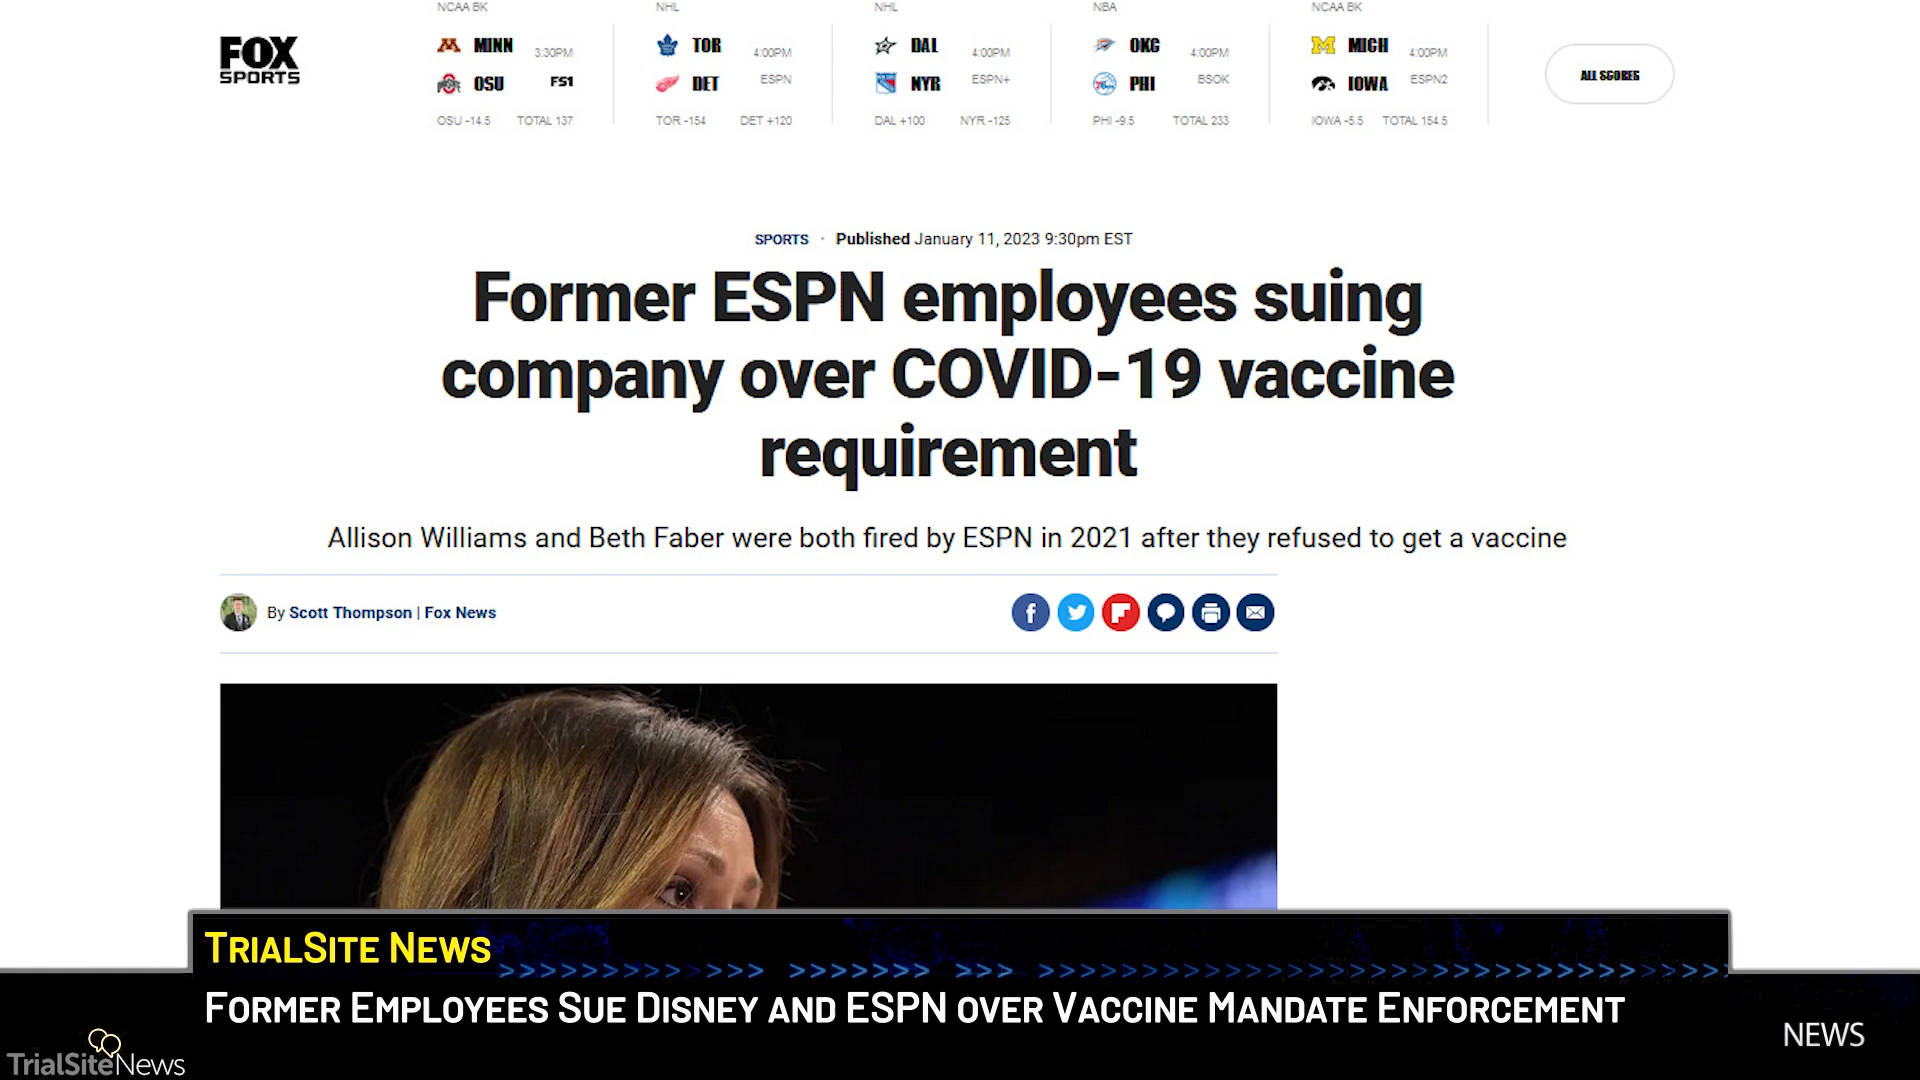 NCAA BK
MINN 3:30PM
OSU FS1
OSU -14.5 TOTAL 137
NHL
TOR 4:00PM
DET ESPN
TOR -154 DET +120
NHL
DAL 4:00PM
NYR ESPN+
DAL +100 NYR -125
NBA
OKC 4:00PM
PHI BSOK
PHI -9.5 TOTAL 233
NCAA BK
MICH 4:00PM
IOWA ESPN2
IOWA -5.5 TOTAL 154.5
FOX
SPORTS
ALL SCORES
SPORTS · Published January 11, 2023 9:30pm EST
Former ESPN employees suing
company over COVID-19 vaccine
requirement
Allison Williams and Beth Faber were both fired by ESPN in 2021 after they refused to get a vaccine
By Scott Thompson | Fox News
TrialSite News
Former Employees Sue Disney and ESPN over Vaccine Mandate Enforcement
TrialSiteNews
NEWS